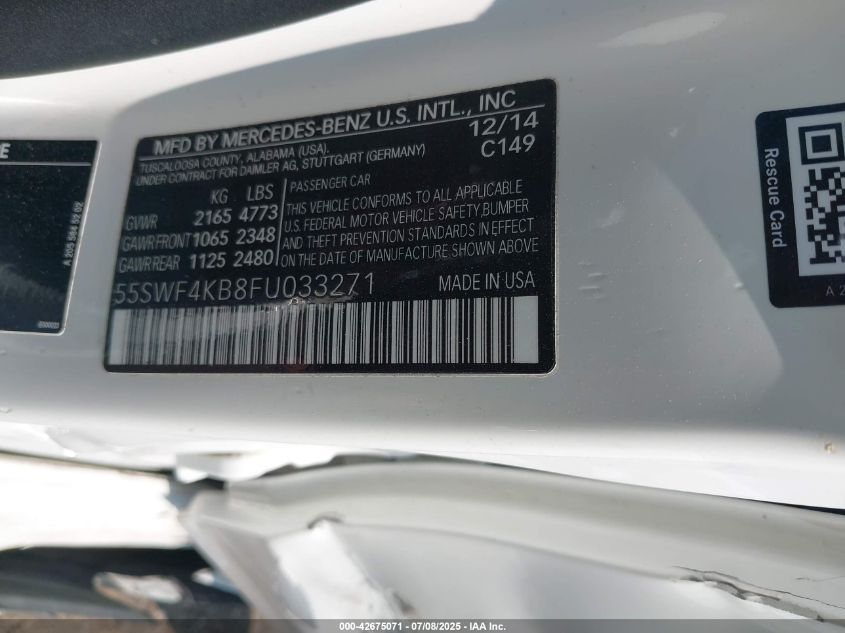 MFD BY MERCEDES-BENZ U.S. INTL., INC
TUSCALOOSA COUNTY, ALABAMA (USA). 12/14
UNDER CONTRACT FOR DAIMLER AG, STUTTGART (GERMANY) C149
KG LBS
GVWR 2165 4773
GAWR FRONT 1065 2348
GAWR REAR 1125 2480
PASSENGER CAR
THIS VEHICLE CONFORMS TO ALL APPLICABLE
U.S. FEDERAL MOTOR VEHICLE SAFETY, BUMPER
AND THEFT PREVENTION STANDARDS IN EFFECT
ON THE DATE OF MANUFACTURE SHOWN ABOVE
55SWF4KB8FU033271 MADE IN USA
Rescue Card
A 2
000-42675071 - 07/08/2025 - IAA Inc.